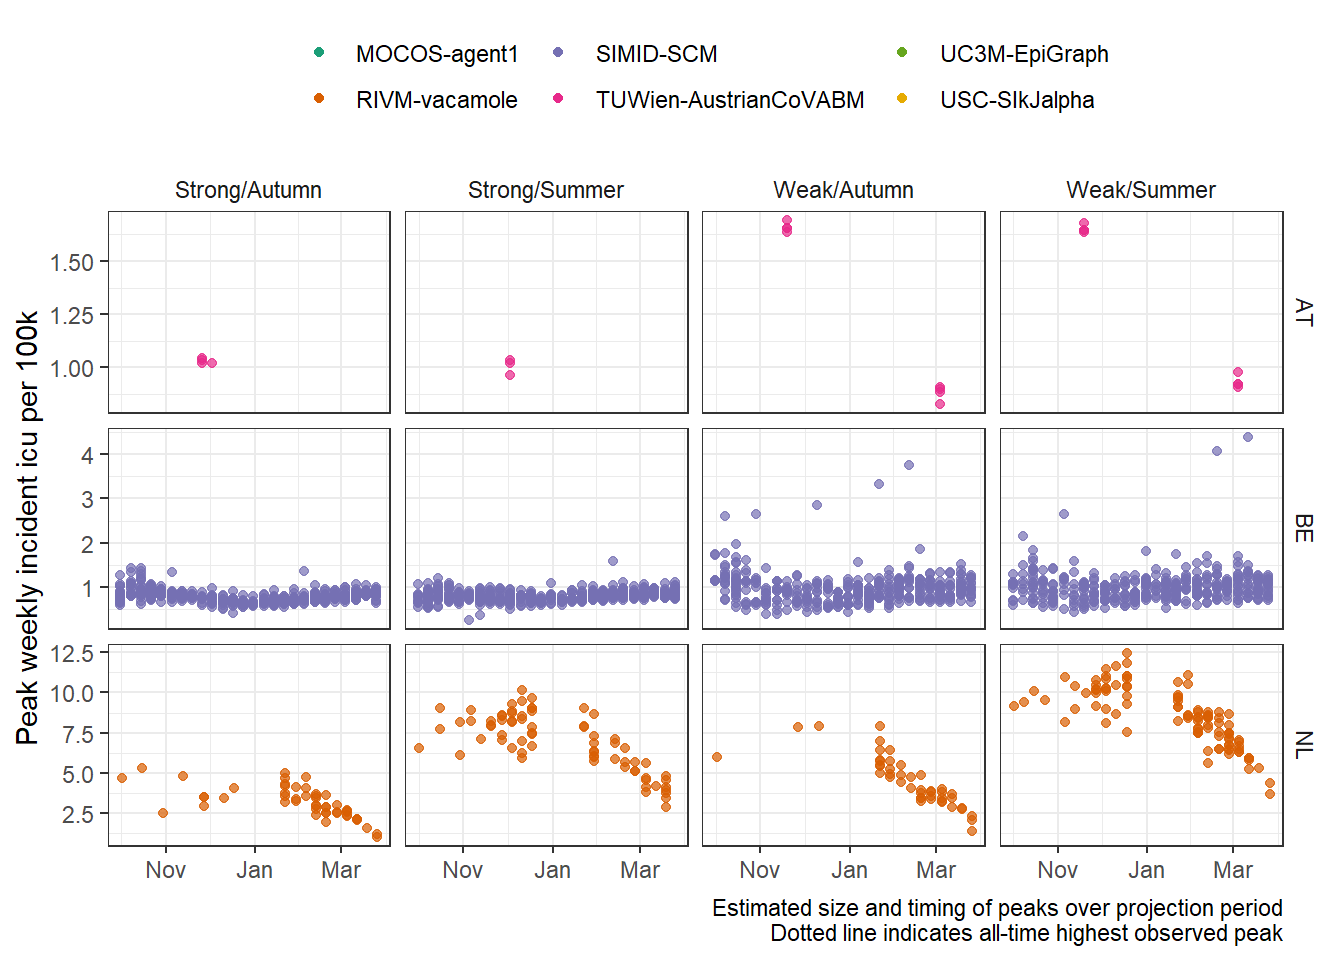 MOCOS-agent1 SIMID-SCM UC3M-EpiGraph
RIVM-vacamole TUWien-AustrianCoVABM USC-SIkJalpha
Strong/Autumn Strong/Summer Weak/Autumn Weak/Summer
Peak weekly incident icu per 100k
1.50
1.25
1.00
AT
4
3
2
1
BE
12.5
10.0
7.5
5.0
2.5
NL
Nov Jan Mar Nov Jan Mar Nov Jan Mar Nov Jan Mar
Estimated size and timing of peaks over projection period
Dotted line indicates all-time highest observed peak